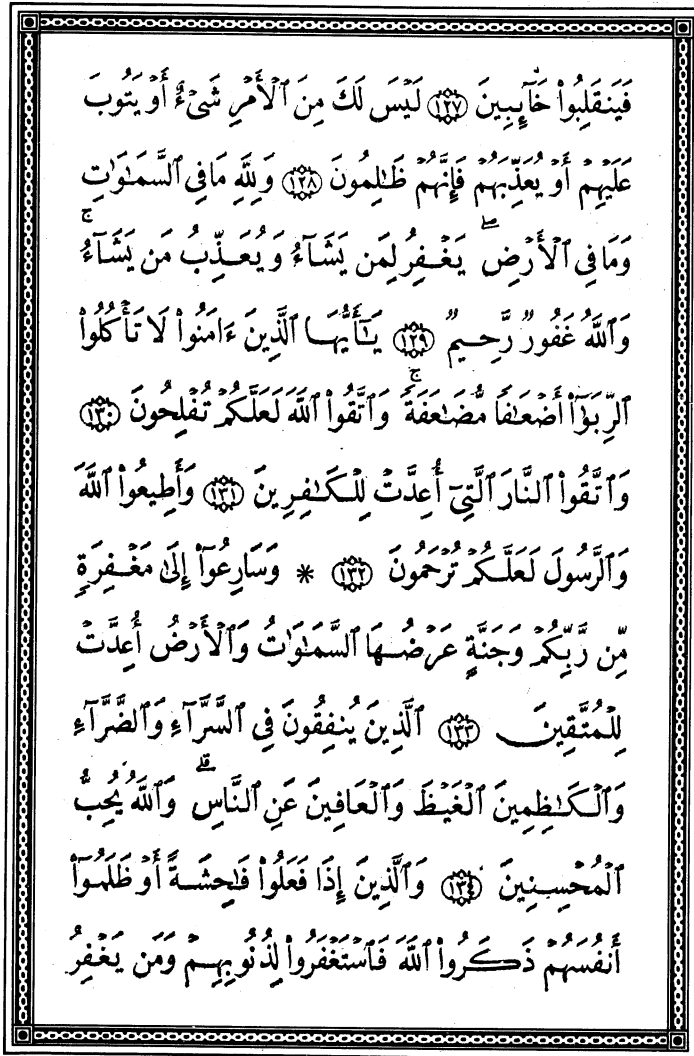 فَيَنقَلِبُوا۟ خَآئِبِينَ ١٢٧ لَيْسَ لَكَ مِنَ ٱلْأَمْرِ شَىْءٌ أَوْ يَتُوبَ
عَلَيْهِمْ أَوْ يُعَذِّبَهُمْ فَإِنَّهُمْ ظَـٰلِمُونَ ١٢٨ وَلِلَّهِ مَا فِى ٱلسَّمَـٰوَٰتِ
وَمَا فِى ٱلْأَرْضِ ۖ يَغْفِرُ لِمَن يَشَآءُ وَيُعَذِّبُ مَن يَشَآءُ ۚ
وَٱللَّهُ غَفُورٌ رَّحِيمٌ ١٢٩ يَـٰٓأَيُّهَا ٱلَّذِينَ ءَامَنُوا۟ لَا تَأْكُلُوا۟
ٱلرِّبَوٰٓا۟ أَضْعَـٰفًا مُّضَـٰعَفَةً ۚ وَٱتَّقُوا۟ ٱللَّهَ لَعَلَّكُمْ تُفْلِحُونَ ١٣٠
وَٱتَّقُوا۟ ٱلنَّارَ ٱلَّتِىٓ أُعِدَّتْ لِلْكَـٰفِرِينَ ١٣١ وَأَطِيعُوا۟ ٱللَّهَ
وَٱلرَّسُولَ لَعَلَّكُمْ تُرْحَمُونَ ١٣٢ * وَسَارِعُوٓا۟ إِلَىٰ مَغْفِرَةٍ
مِّن رَّبِّكُمْ وَجَنَّةٍ عَرْضُهَا ٱلسَّمَـٰوَٰتُ وَٱلْأَرْضُ أُعِدَّتْ
لِلْمُتَّقِينَ ١٣٣ ٱلَّذِينَ يُنفِقُونَ فِى ٱلسَّرَّآءِ وَٱلضَّرَّآءِ
وَٱلْكَـٰظِمِينَ ٱلْغَيْظَ وَٱلْعَافِينَ عَنِ ٱلنَّاسِ ۗ وَٱللَّهُ يُحِبُّ
ٱلْمُحْسِنِينَ ١٣٤ وَٱلَّذِينَ إِذَا فَعَلُوا۟ فَـٰحِشَةً أَوْ ظَلَمُوٓا۟
أَنفُسَهُمْ ذَكَرُوا۟ ٱللَّهَ فَٱسْتَغْفَرُوا۟ لِذُنُوبِهِمْ وَمَن يَغْفِرُ